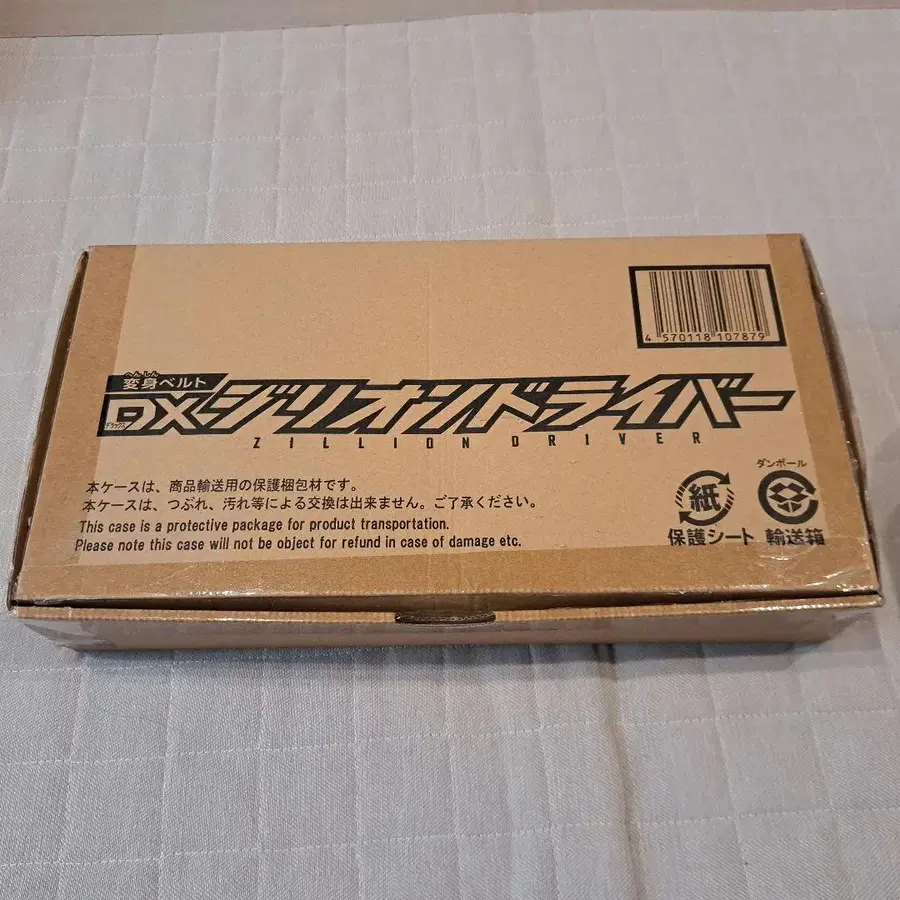 4 570118 107879
へんしん
変身ベルト
DXジリオンドライバー
デラックス
ZILLION DRIVER
本ケースは、商品輸送用の保護梱包材です。
本ケースは、つぶれ、汚れ等による交換は出来ません。ご了承ください。
This case is a protective package for product transportation.
Please note this case will not be object for refund in case of damage etc.
紙
保護シート
ダンボール
輸送箱